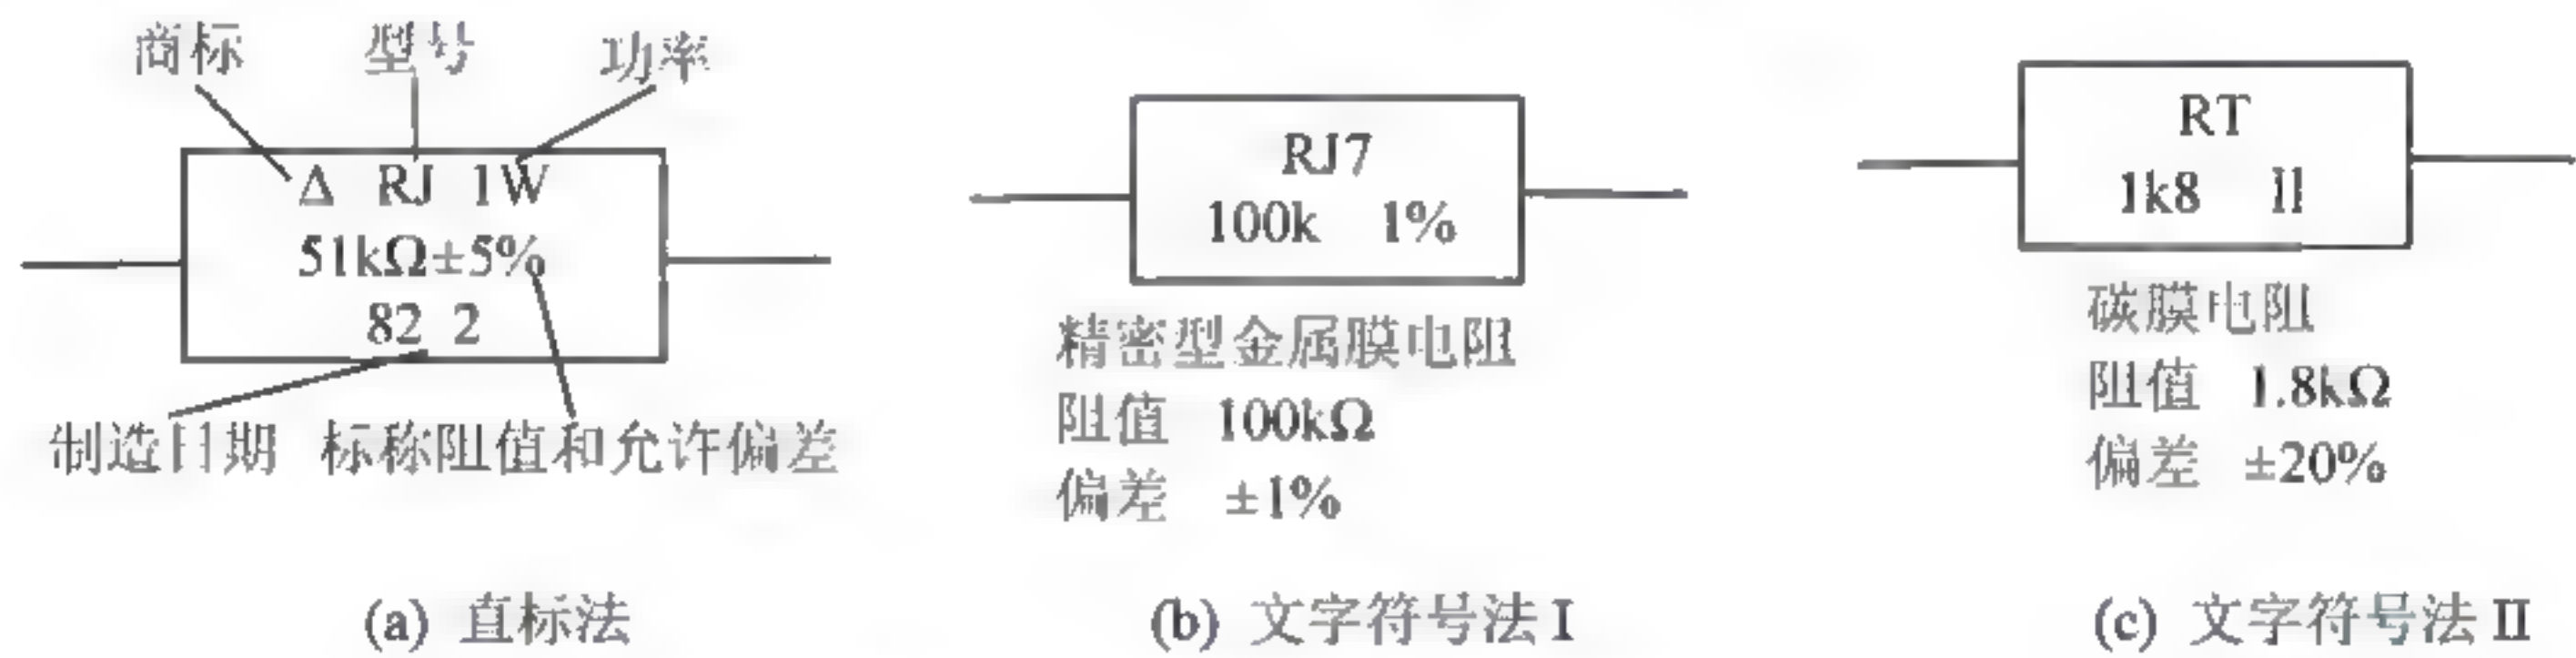 商标 型号 功率
Δ RJ 1W
51kΩ±5%
82 2
制造日期 标称阻值和允许偏差
(a) 直标法
RJ7
100k 1%
精密型金属膜电阻
阻值 100kΩ
偏差 ±1%
(b) 文字符号法 I
RT
1k8 II
碳膜电阻
阻值 1.8kΩ
偏差 ±20%
(c) 文字符号法 II